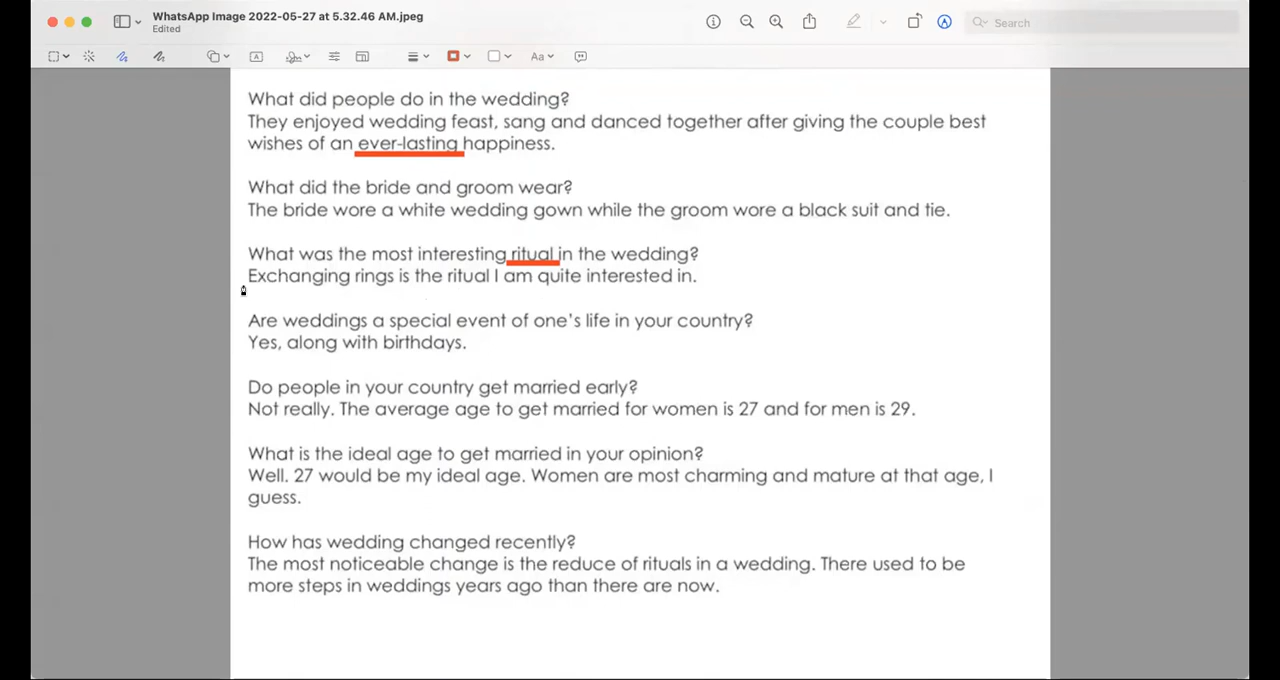 WhatsApp Image 2022-05-27 at 5.32.46 AM.jpeg
Edited
Search
Aa
What did people do in the wedding?
They enjoyed wedding feast, sang and danced together after giving the couple best
wishes of an ever-lasting happiness.
What did the bride and groom wear?
The bride wore a white wedding gown while the groom wore a black suit and tie.
What was the most interesting ritual in the wedding?
Exchanging rings is the ritual I am quite interested in.
Are weddings a special event of one's life in your country?
Yes, along with birthdays.
Do people in your country get married early?
Not really. The average age to get married for women is 27 and for men is 29.
What is the ideal age to get married in your opinion?
Well. 27 would be my ideal age. Women are most charming and mature at that age, I
guess.
How has wedding changed recently?
The most noticeable change is the reduce of rituals in a wedding. There used to be
more steps in weddings years ago than there are now.